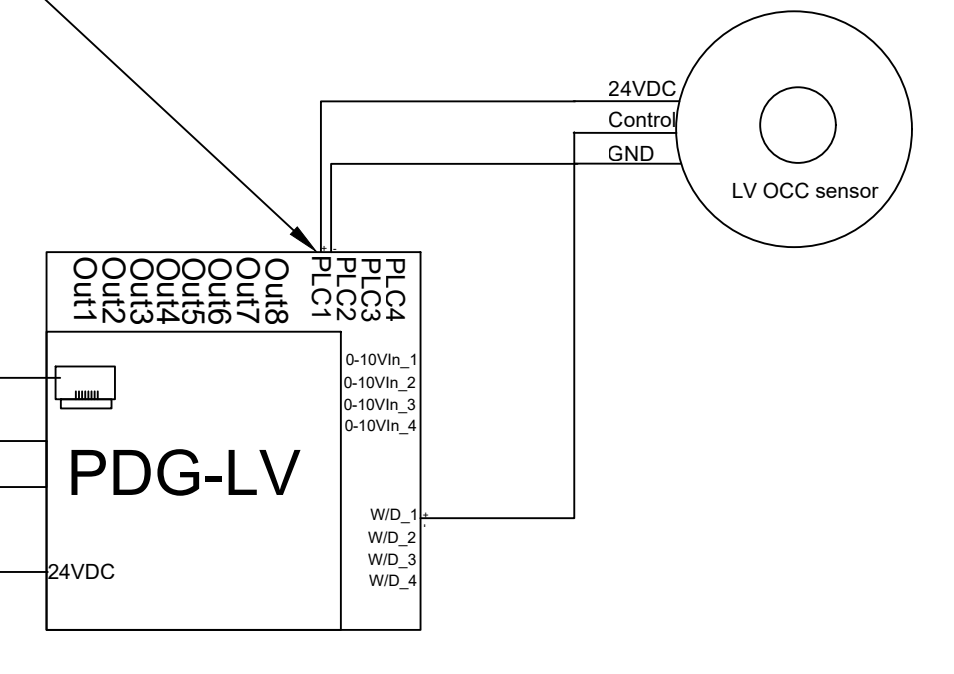 24VDC
Control
GND
LV OCC sensor
+ -
Out1
Out2
Out3
Out4
Out5
Out6
Out7
Out8
PLC1
PLC2
PLC3
PLC4
0-10VIn_1
0-10VIn_2
0-10VIn_3
0-10VIn_4
PDG-LV
W/D_1 +
-
W/D_2
W/D_3
W/D_4
24VDC